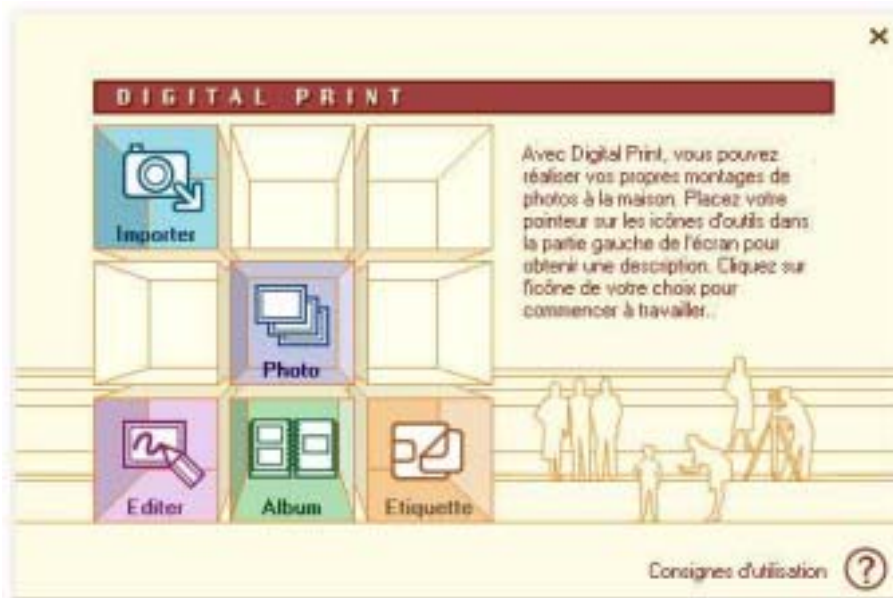 DIGITAL PRINT
Importer
Avec Digital Print, vous pouvez
réaliser vos propres montages de
photos à la maison. Placez votre
pointeur sur les icônes d'outils dans
la partie gauche de l'écran pour
obtenir une description. Cliquez sur
l'icône de votre choix pour
commencer à travailler..
Photo
Editer
Album
Etiquette
Consignes d'utilisation
?